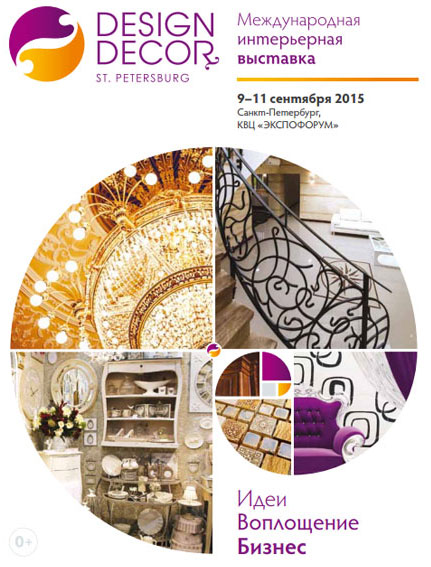 DESIGN
DECOR
ST. PETERSBURG
Международная
интерьерная
выставка
9–11 сентября 2015
Санкт-Петербург,
КВЦ «ЭКСПОФОРУМ»
Идеи
Воплощение
Бизнес
0+